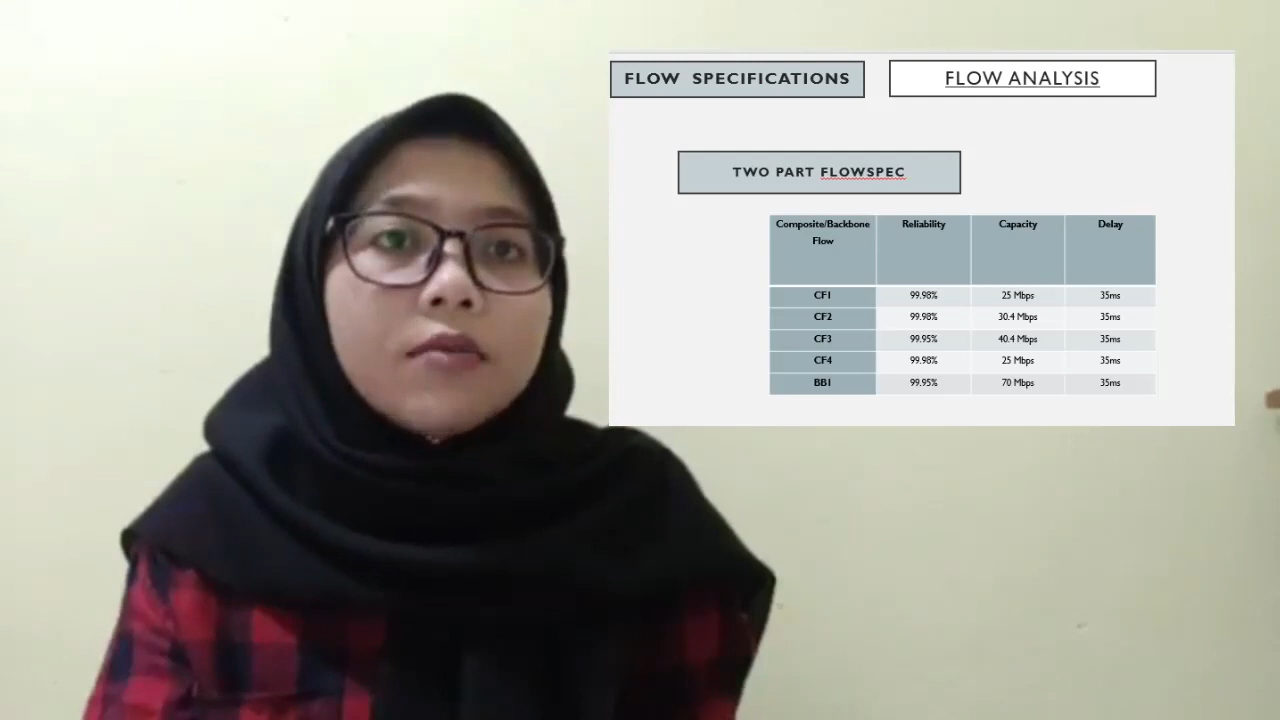 FLOW SPECIFICATIONS
FLOW ANALYSIS
TWO PART FLOWSPEC
Composite/Backbone Flow Reliability Capacity Delay
CF1 99.98% 25 Mbps 35ms
CF2 99.98% 30.4 Mbps 35ms
CF3 99.95% 40.4 Mbps 35ms
CF4 99.98% 25 Mbps 35ms
BB1 99.95% 70 Mbps 35ms